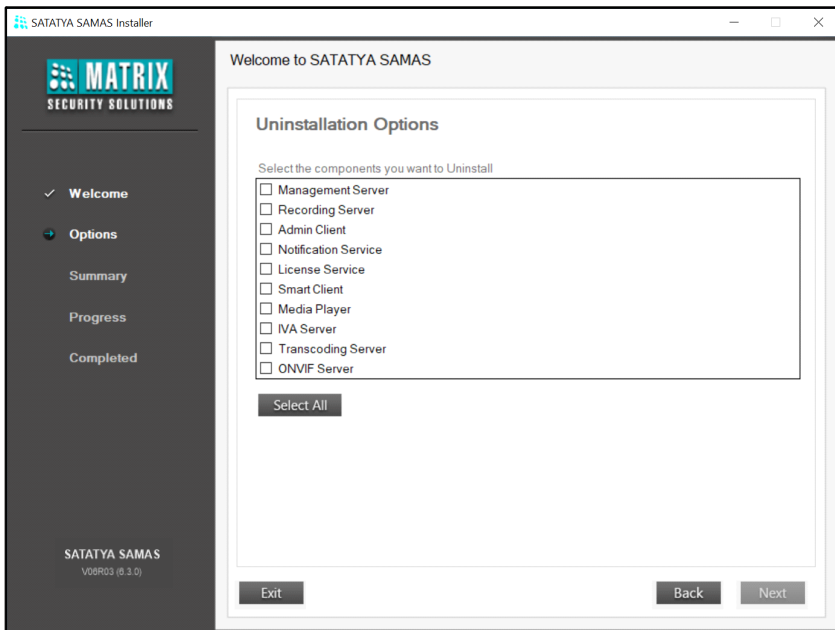 SATATYA SAMAS Installer
MATRIX
SECURITY SOLUTIONS
Welcome
Options
Summary
Progress
Completed
SATATYA SAMAS
V06R03 (6.3.0)
Welcome to SATATYA SAMAS
Uninstallation Options
Select the components you want to Uninstall
Management Server
Recording Server
Admin Client
Notification Service
License Service
Smart Client
Media Player
IVA Server
Transcoding Server
ONVIF Server
Select All
Exit
Back
Next